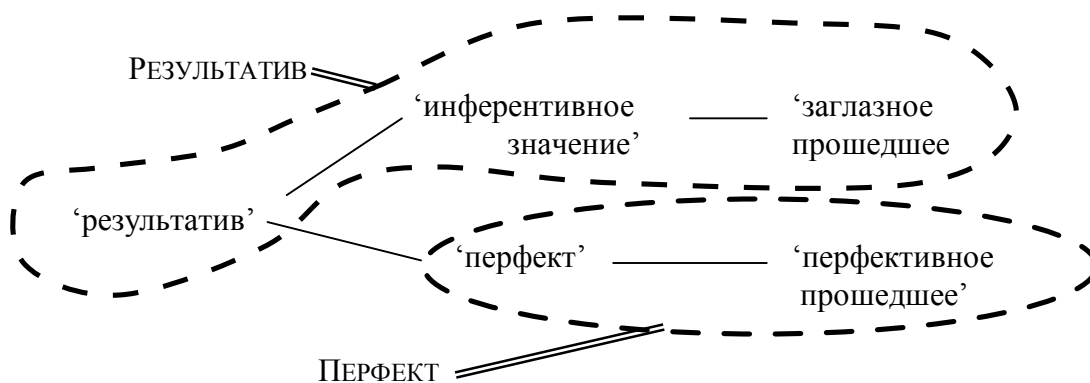 РЕЗУЛЬТАТИВ
‘инферентивное
значение’
‘заглазное
прошедшее
‘результатив’
‘перфект’
‘перфективное
прошедшее’
ПЕРФЕКТ